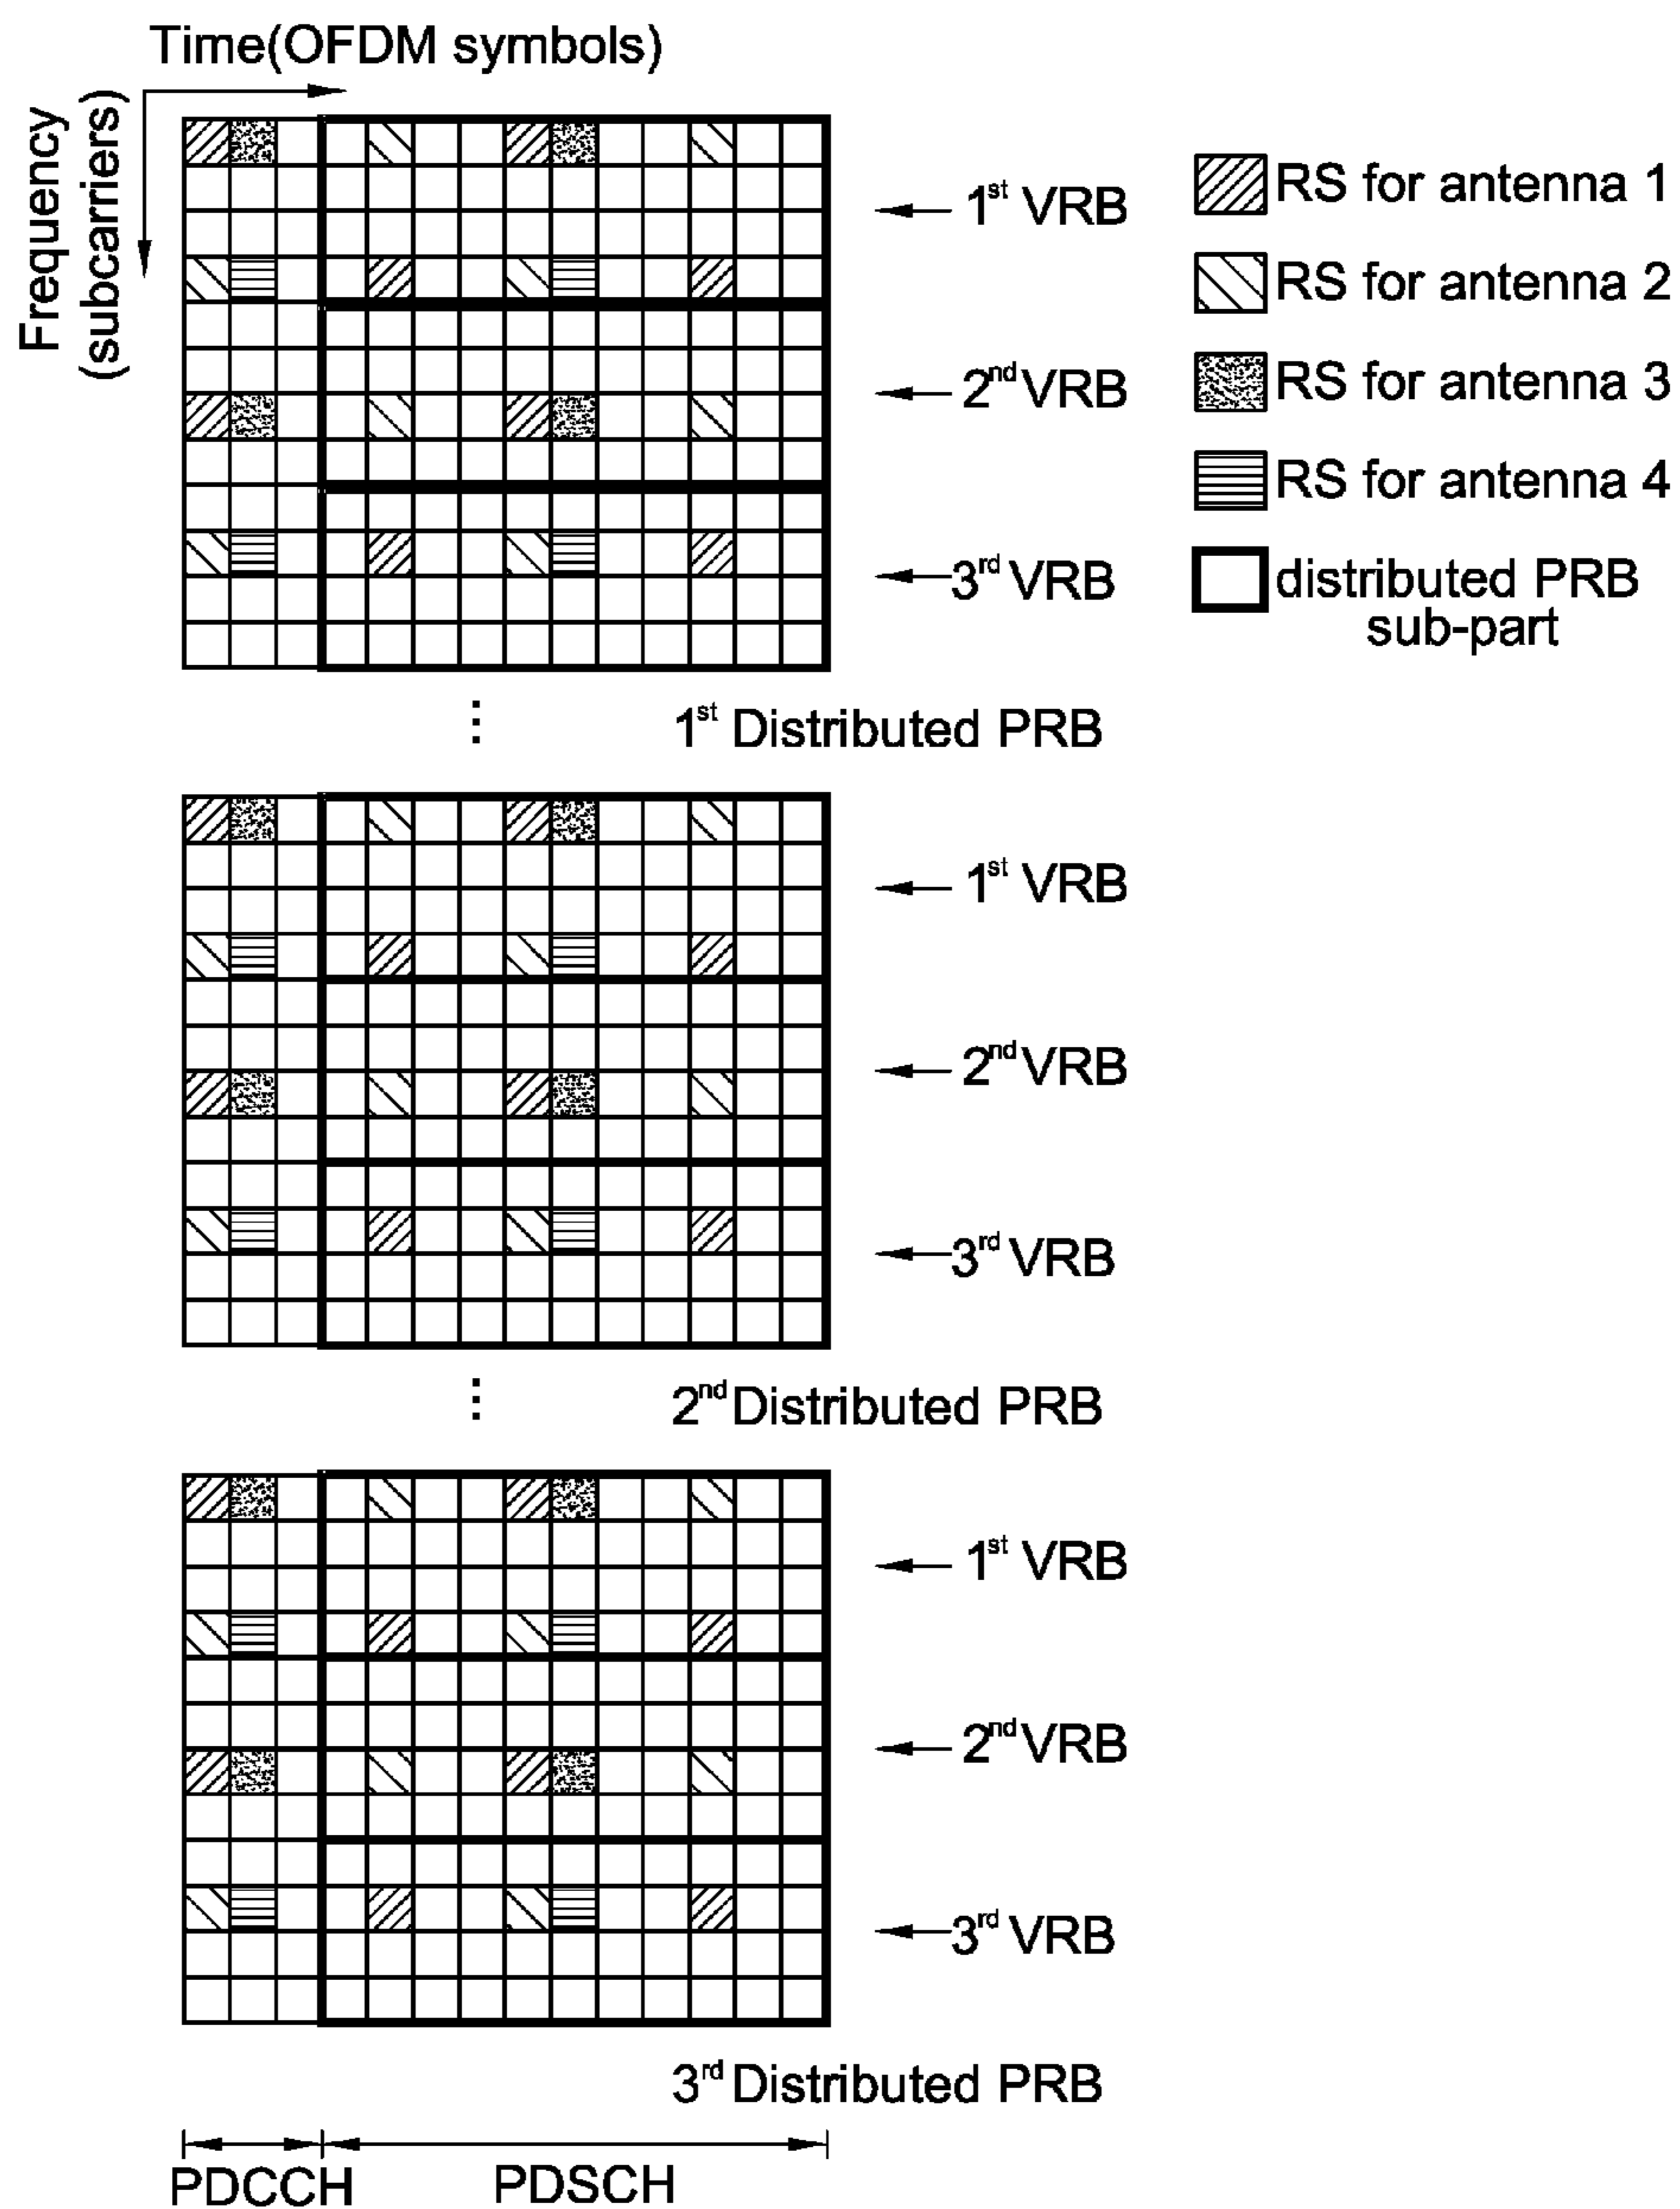 Time(OFDM symbols)
Frequency
(subcarriers)
1st VRB
2nd VRB
3rd VRB
RS for antenna 1
RS for antenna 2
RS for antenna 3
RS for antenna 4
distributed PRB
sub-part
1st Distributed PRB
1st VRB
2nd VRB
3rd VRB
2nd Distributed PRB
1st VRB
2nd VRB
3rd VRB
3rd Distributed PRB
PDCCH
PDSCH